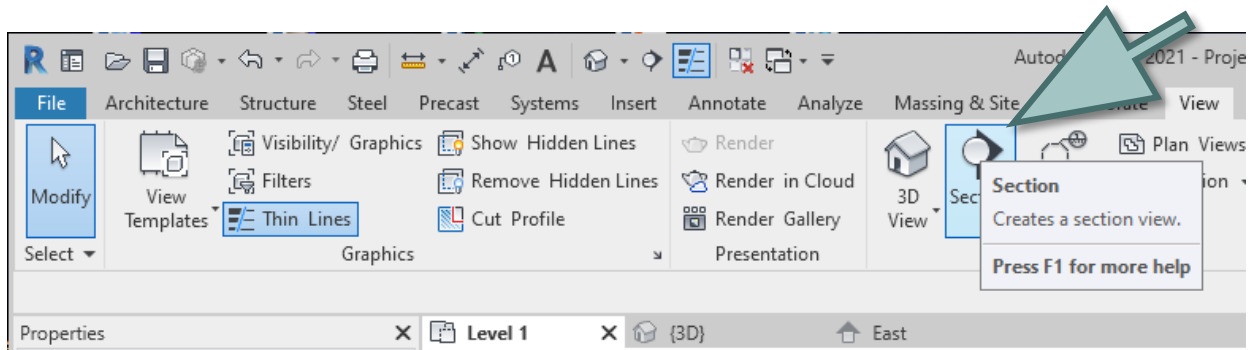 Autod 2021 - Proje
File Architecture Structure Steel Precast Systems Insert Annotate Analyze Massing & Site View
Modify
View
Templates
Visibility/ Graphics
Filters
Thin Lines
Show Hidden Lines
Remove Hidden Lines
Cut Profile
Render
Render in Cloud
Render Gallery
3D
View
Sec
Plan Views
ion
Section
Creates a section view.
Press F1 for more help
Select Graphics Presentation
Properties Level 1 {3D} East